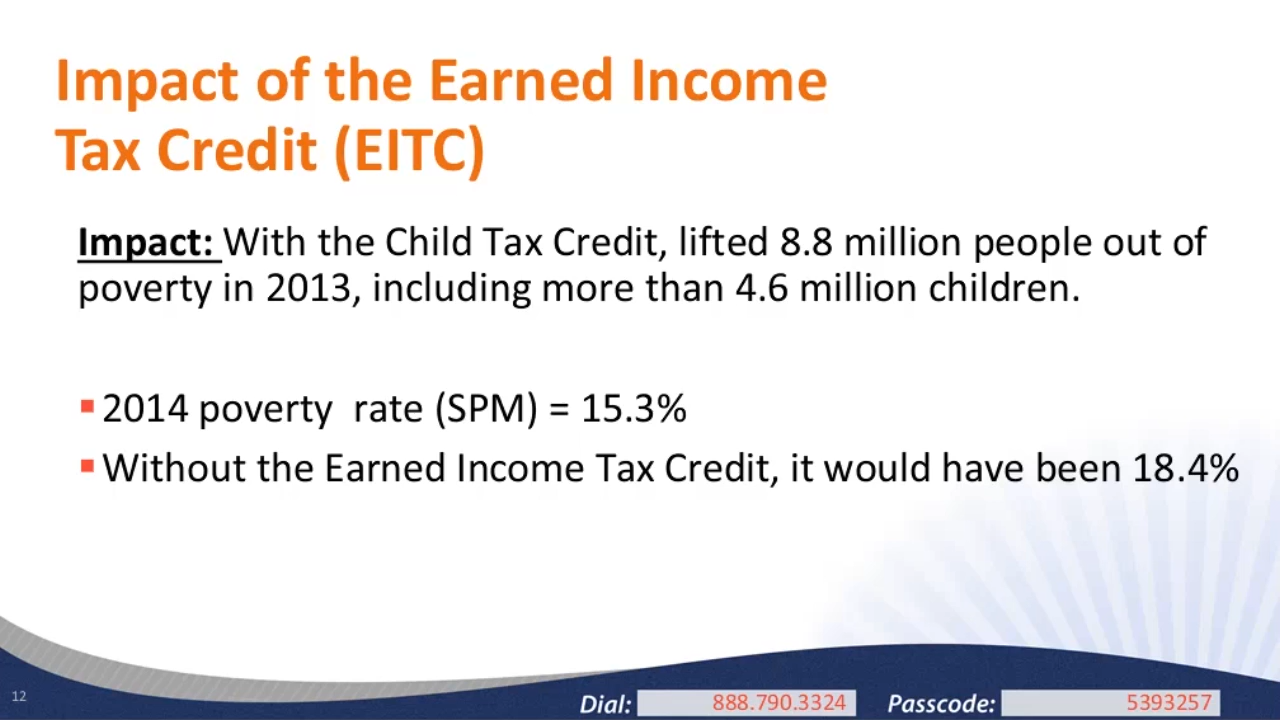 Impact of the Earned Income
Tax Credit (EITC)
Impact: With the Child Tax Credit, lifted 8.8 million people out of
poverty in 2013, including more than 4.6 million children.
▪ 2014 poverty rate (SPM) = 15.3%
▪ Without the Earned Income Tax Credit, it would have been 18.4%
12
Dial: 888.790.3324 Passcode: 5393257